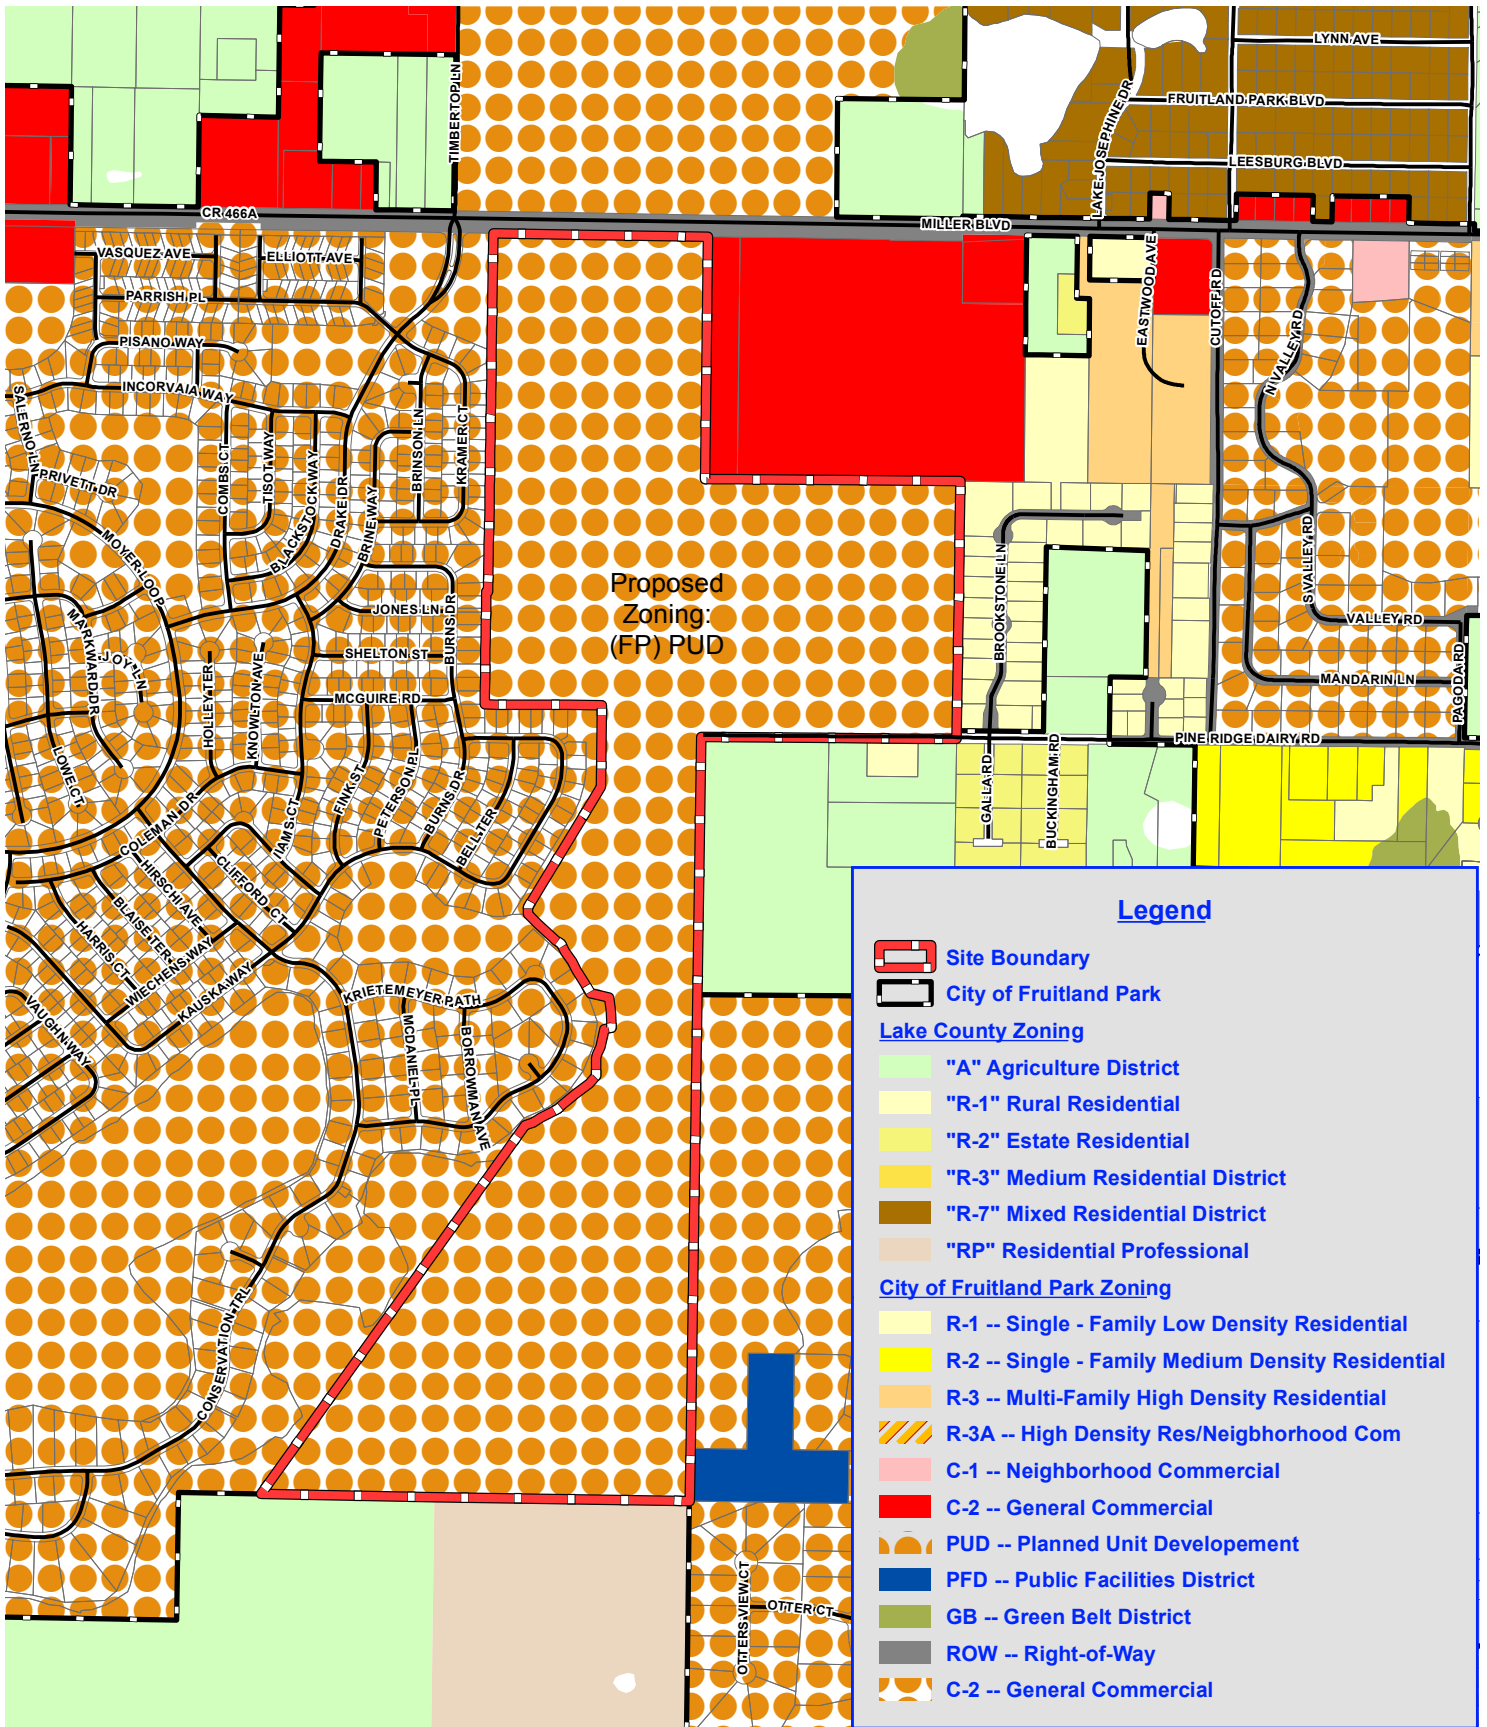 LYNN AVE
FRUITLAND PARK BLVD
LEESBURG BLVD
TIMBERTOP LN
LAKE JOSEPHINE DR
CR 466A
MILLER BLVD
VASQUEZ AVE
ELLIOTT AVE
PARRISH PL
PISANO WAY
INCORVAIA WAY
SALERNO LN
PRIVETT DR
COMBS CT
TISOT WAY
BLACKSTOCK WAY
DRAKE DR
BRINE WAY
BRINSON LN
KRAMER CT
EASTWOOD AVE
CUTOFF RD
N VALLEY RD
S VALLEY RD
MOYER LOOP
MARKWARD DR
JOY LN
HOLLEY TER
KNOWLTON AVE
JONES LN
SHELTON ST
BURNS DR
MCGUIRE RD
Proposed
Zoning:
(FP) PUD
BROOKSTONE LN
VALLEY RD
MANDARIN LN
PAGODA RD
PINE RIDGE DAIRY RD
LOWE CT
COLEMAN DR
IAMS CT
FINK ST
PETERSON PL
BURNS DR
BELL TER
GALLA RD
BUCKINGHAM RD
CLIFFORD CT
HIRSCHI AVE
BLAISE TER
HARRIS CT
WIECHENS WAY
KAUSKA WAY
VAUGHN WAY
KRIETEMEYER PATH
MCDANIEL PL
BORROWMAN AVE
CONSERVATION TRL
OTTERS VIEW CT
OTTER CT
Legend
Site Boundary
City of Fruitland Park
Lake County Zoning
"A" Agriculture District
"R-1" Rural Residential
"R-2" Estate Residential
"R-3" Medium Residential District
"R-7" Mixed Residential District
"RP" Residential Professional
City of Fruitland Park Zoning
R-1 -- Single - Family Low Density Residential
R-2 -- Single - Family Medium Density Residential
R-3 -- Multi-Family High Density Residential
R-3A -- High Density Res/Neigbhorhood Com
C-1 -- Neighborhood Commercial
C-2 -- General Commercial
PUD -- Planned Unit Developement
PFD -- Public Facilities District
GB -- Green Belt District
ROW -- Right-of-Way
C-2 -- General Commercial